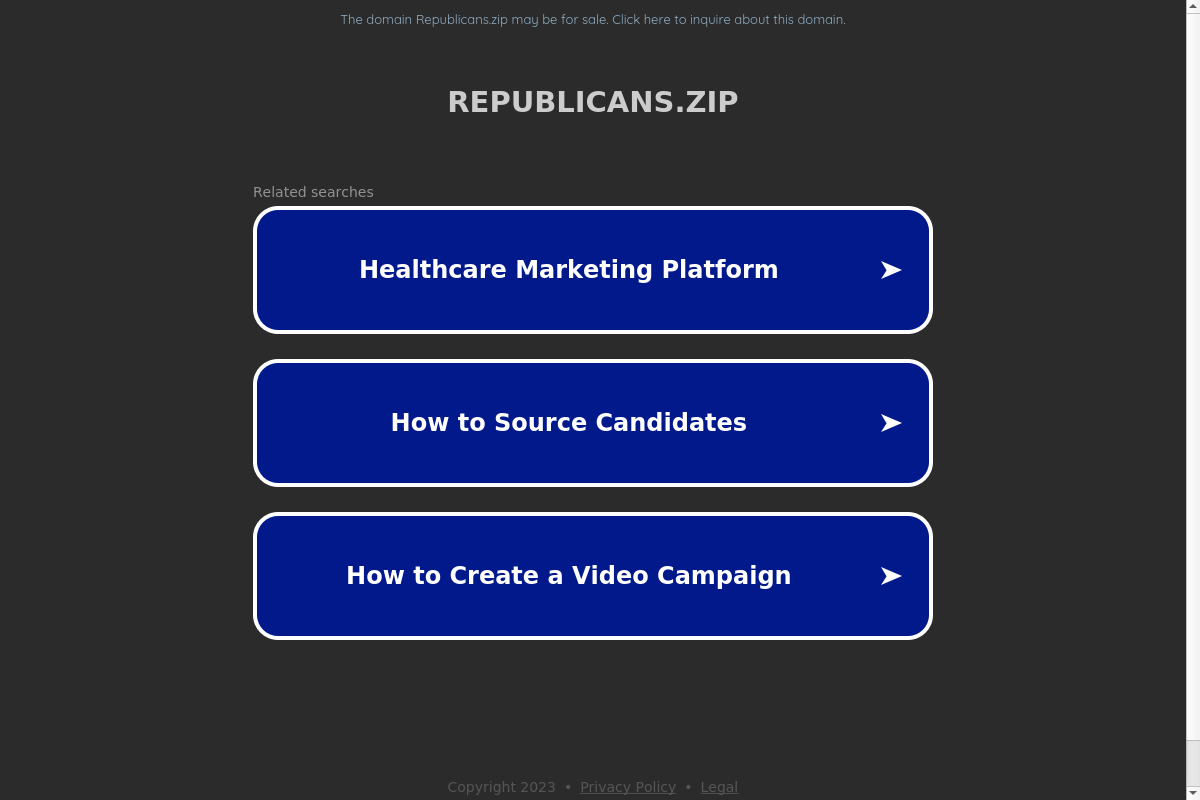 The domain Republicans.zip may be for sale. Click here to inquire about this domain.
REPUBLICANS.ZIP
Related searches
Healthcare Marketing Platform
How to Source Candidates
How to Create a Video Campaign
Copyright 2023 • Privacy Policy • Legal